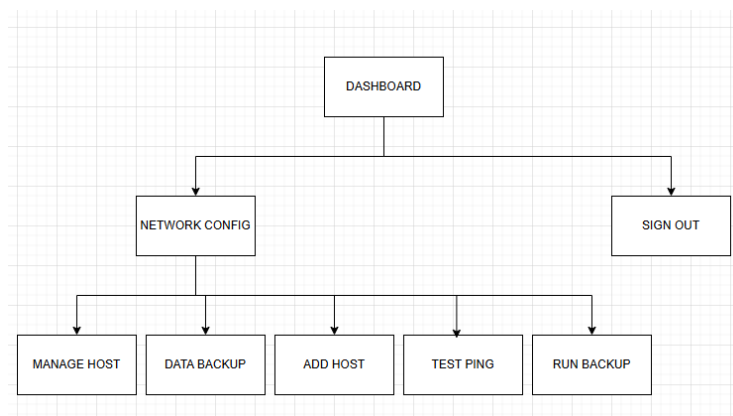 DASHBOARD
NETWORK CONFIG
SIGN OUT
MANAGE HOST
DATA BACKUP
ADD HOST
TEST PING
RUN BACKUP